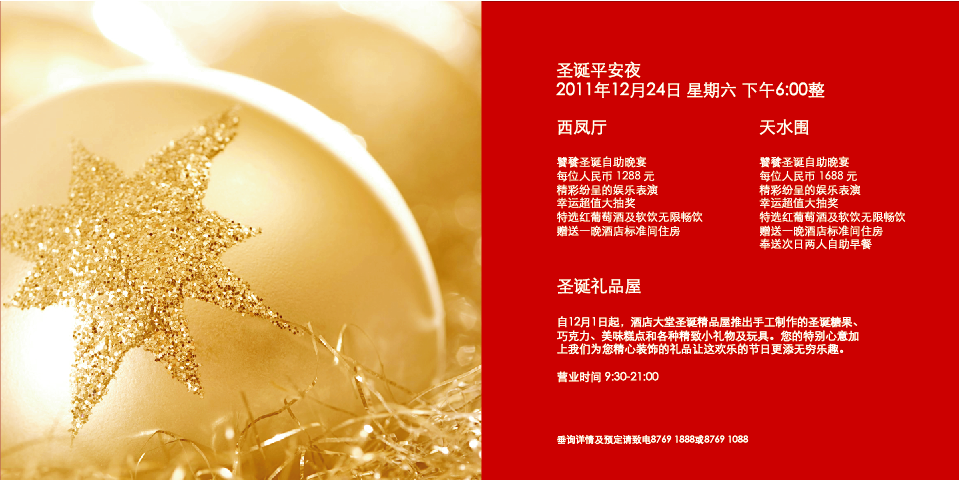 圣诞平安夜
2011年12月24日 星期六 下午6:00整
西凤厅
饕餮圣诞自助晚宴
每位人民币 1288 元
精彩纷呈的娱乐表演
幸运超值大抽奖
特选红葡萄酒及软饮无限畅饮
赠送一晚酒店标准间住房
天水围
饕餮圣诞自助晚宴
每位人民币 1688 元
精彩纷呈的娱乐表演
幸运超值大抽奖
特选红葡萄酒及软饮无限畅饮
赠送一晚酒店标准间住房
奉送次日两人自助早餐
圣诞礼品屋
自12月1日起，酒店大堂圣诞精品屋推出手工制作的圣诞糖果、
巧克力、美味糕点和各种精致小礼物及玩具。您的特别心意加
上我们为您精心装饰的礼品让这欢乐的节日更添无穷乐趣。
营业时间 9:30-21:00
垂询详情及预定请致电8769 1888或8769 1088